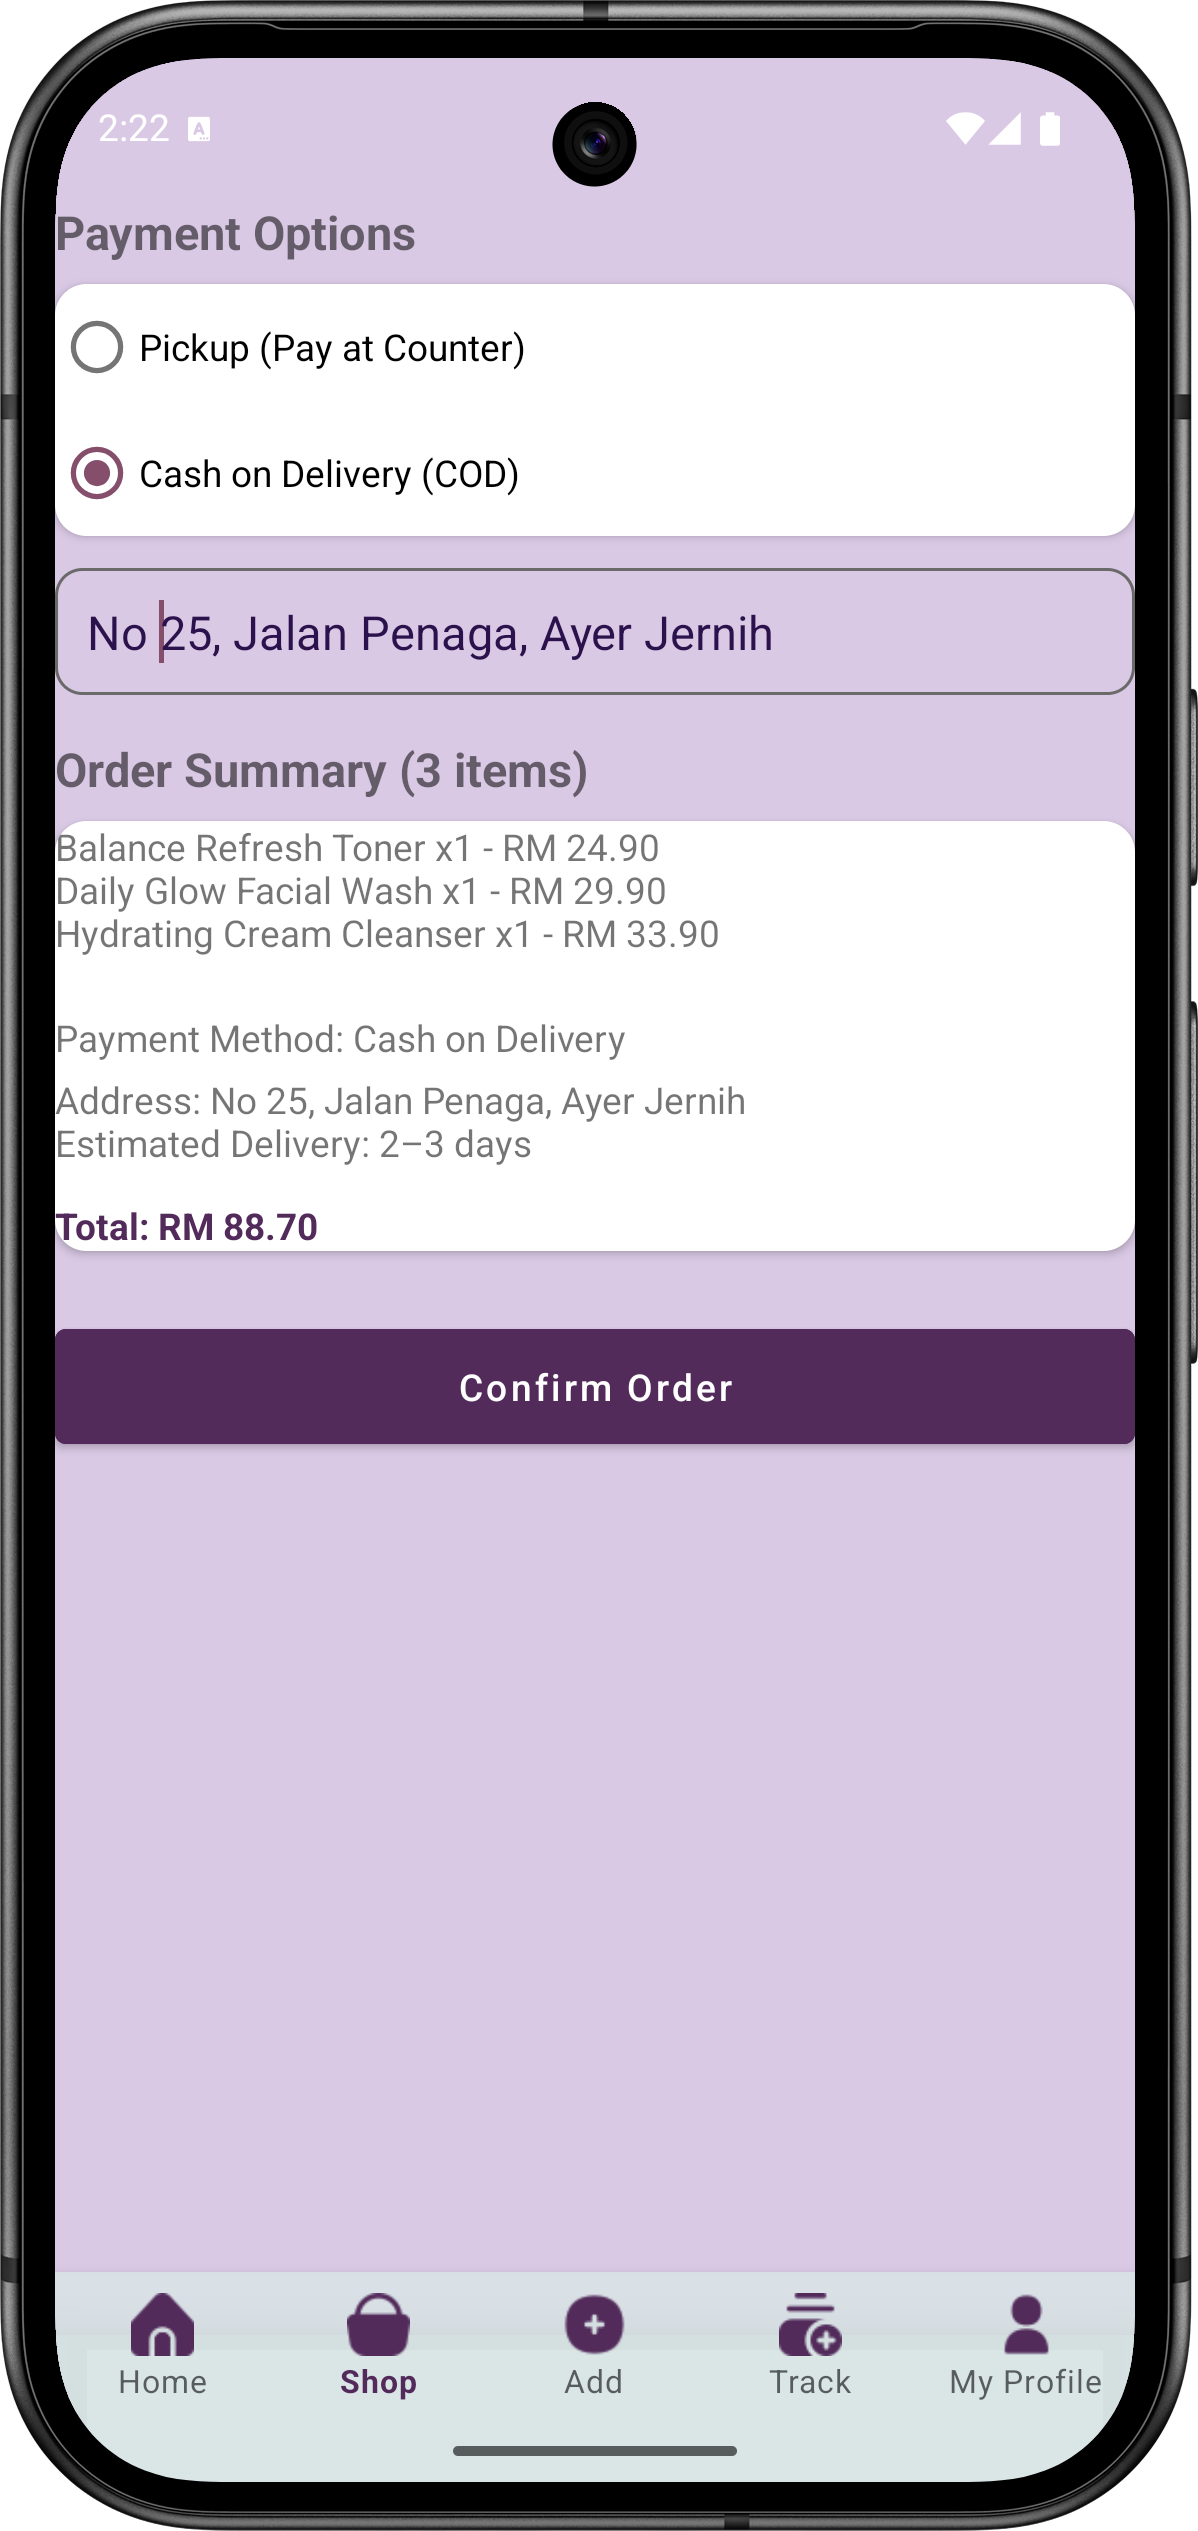 2:22 A
Payment Options
Pickup (Pay at Counter)
Cash on Delivery (COD)
No 25, Jalan Penaga, Ayer Jernih
Order Summary (3 items)
Balance Refresh Toner x1 - RM 24.90
Daily Glow Facial Wash x1 - RM 29.90
Hydrating Cream Cleanser x1 - RM 33.90
Payment Method: Cash on Delivery
Address: No 25, Jalan Penaga, Ayer Jernih
Estimated Delivery: 2–3 days
Total: RM 88.70
Confirm Order
Home Shop Add Track My Profile